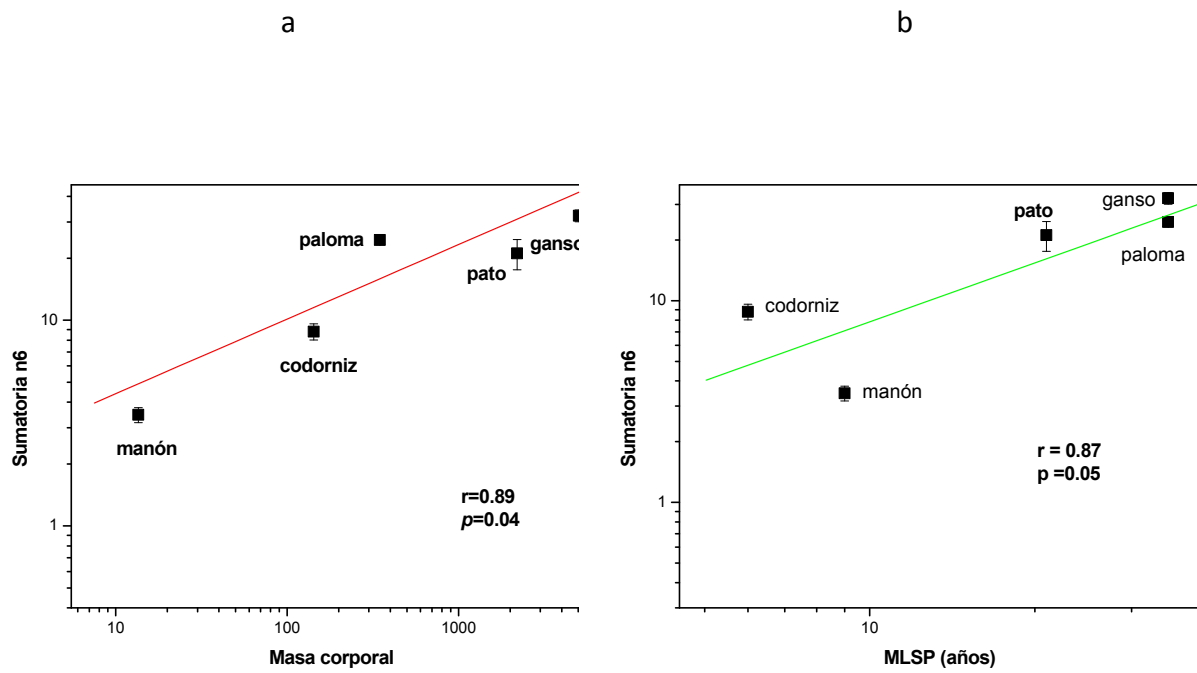 a
b
paloma
ganso
pato
codorniz
manón
10
1
Sumatoria n6
r=0.89
p=0.04
10
100
1000
Masa corporal
ganso
pato
paloma
codorniz
manón
10
1
Sumatoria n6
r = 0.87
p =0.05
10
MLSP (años)